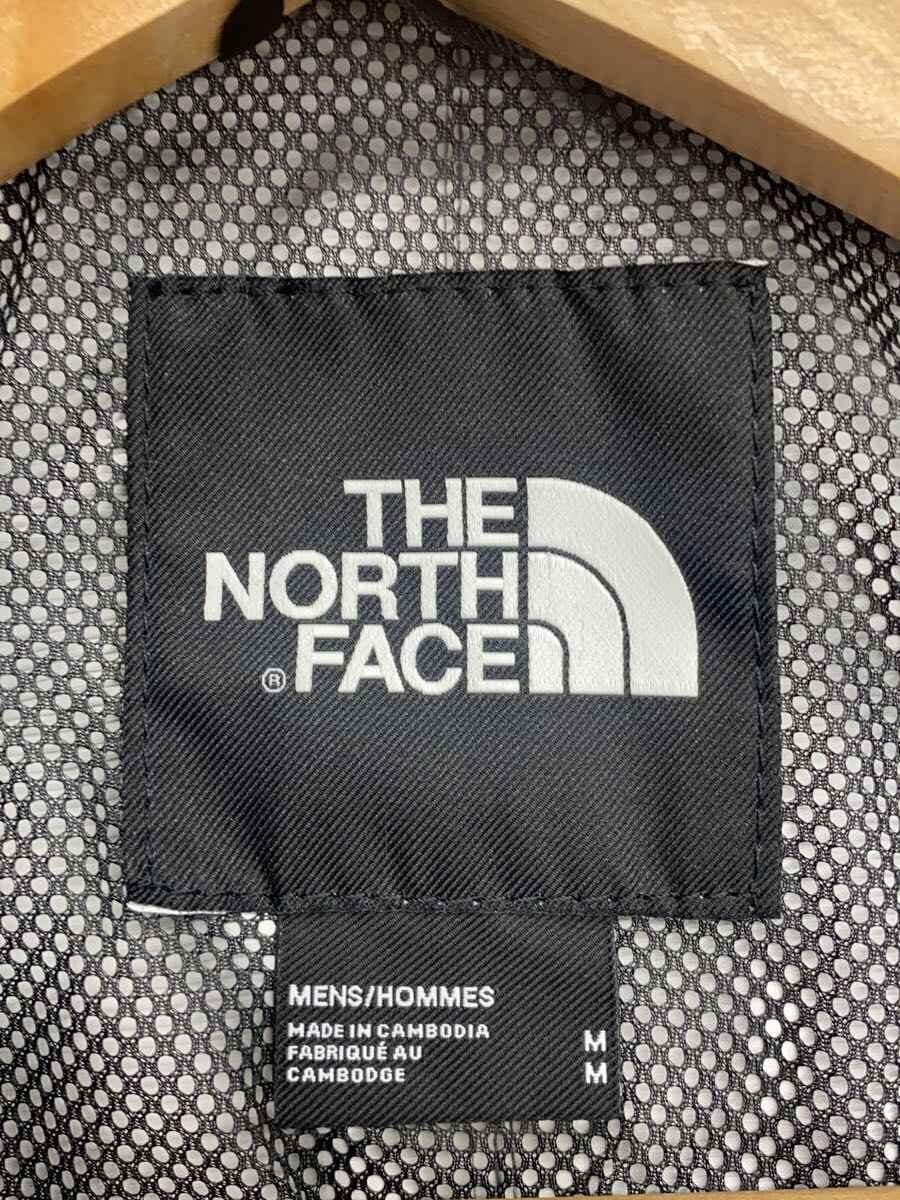 THE
NORTH
® FACE
MENS/HOMMES
MADE IN CAMBODIA M
FABRIQUÉ AU
CAMBODGE M